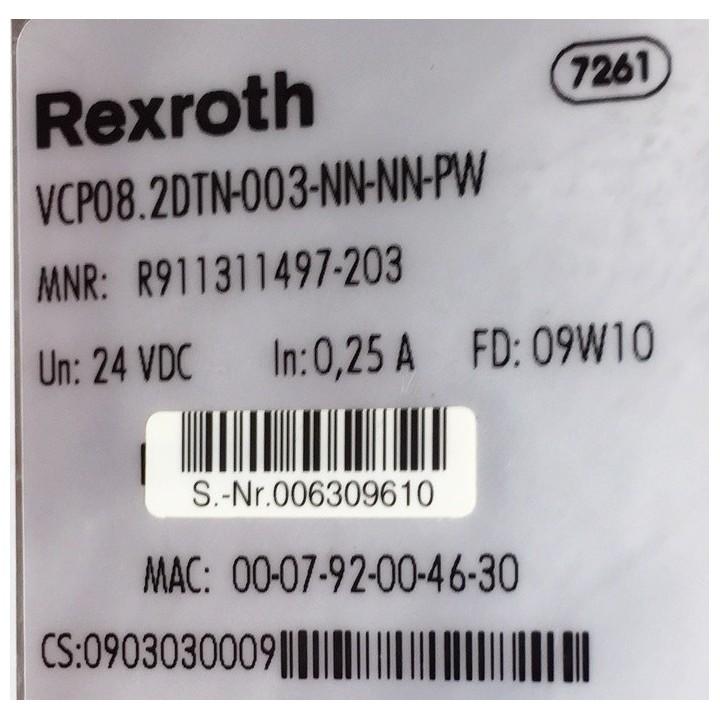 7261
Rexroth
VCP08.2DTN-003-NN-NN-PW
MNR: R911311497-203
Un: 24 VDC In: 0,25 A FD: 09W10
S.-Nr.006309610
MAC: 00-07-92-00-46-30
CS:0903030009